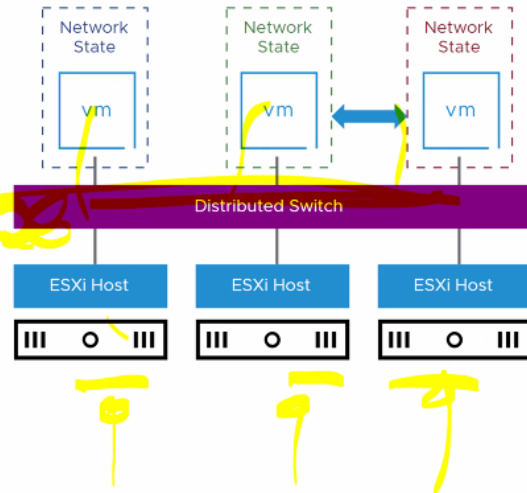 Network
State
Network
State
Network
State
vm
vm
vm
Distributed Switch
ESXi Host
ESXi Host
ESXi Host